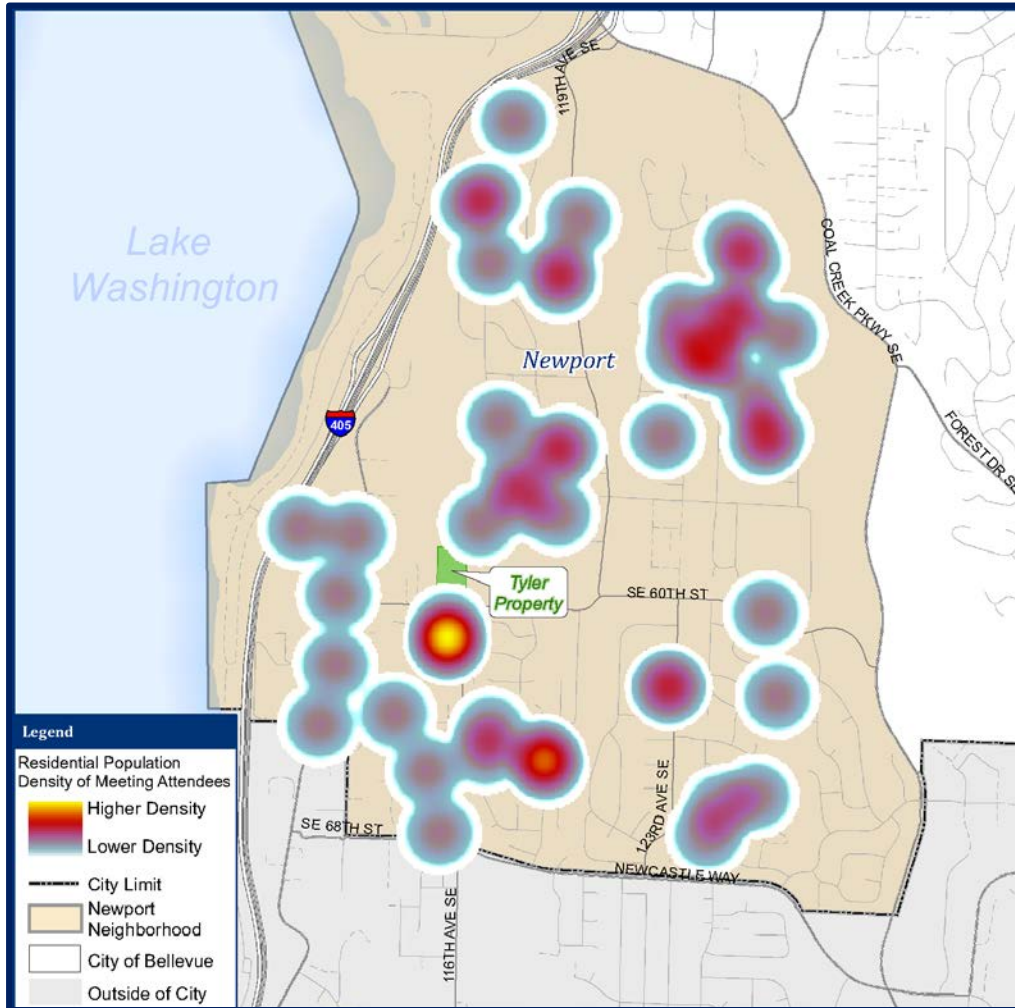 119TH AVE SE
Lake
Washington
COAL CREEK PKWY SE
Newport
405
FOREST DR SE
Tyler
Property
SE 60TH ST
Legend
Residential Population
Density of Meeting Attendees
Higher Density
Lower Density
City Limit
Newport
Neighborhood
City of Bellevue
Outside of City
SE 68TH ST
123RD AVE SE
NEWCASTLE WAY
116TH AVE SE